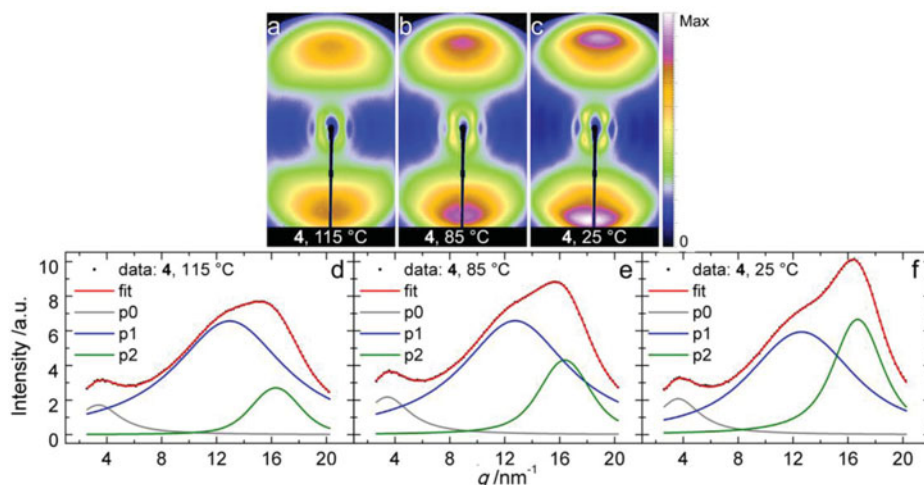 a b c Max
4, 115 °C 4, 85 °C 4, 25 °C 0
10 data: 4, 115 °C d data: 4, 85 °C e data: 4, 25 °C f
8 fit fit fit
6 p0 p0 p0
p1 p1 p1
4 p2 p2 p2
2
0
Intensity /a.u.
4 8 12 16 20 4 8 12 16 20 4 8 12 16 20
q /nm⁻¹